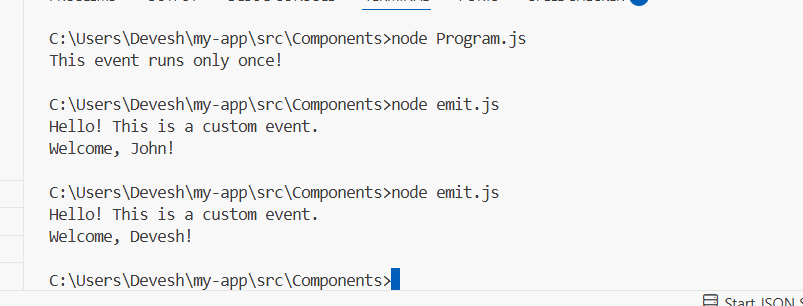 C:\Users\Devesh\my-app\src\Components>node Program.js
This event runs only once!
C:\Users\Devesh\my-app\src\Components>node emit.js
Hello! This is a custom event.
Welcome, John!
C:\Users\Devesh\my-app\src\Components>node emit.js
Hello! This is a custom event.
Welcome, Devesh!
C:\Users\Devesh\my-app\src\Components>
Start JSON